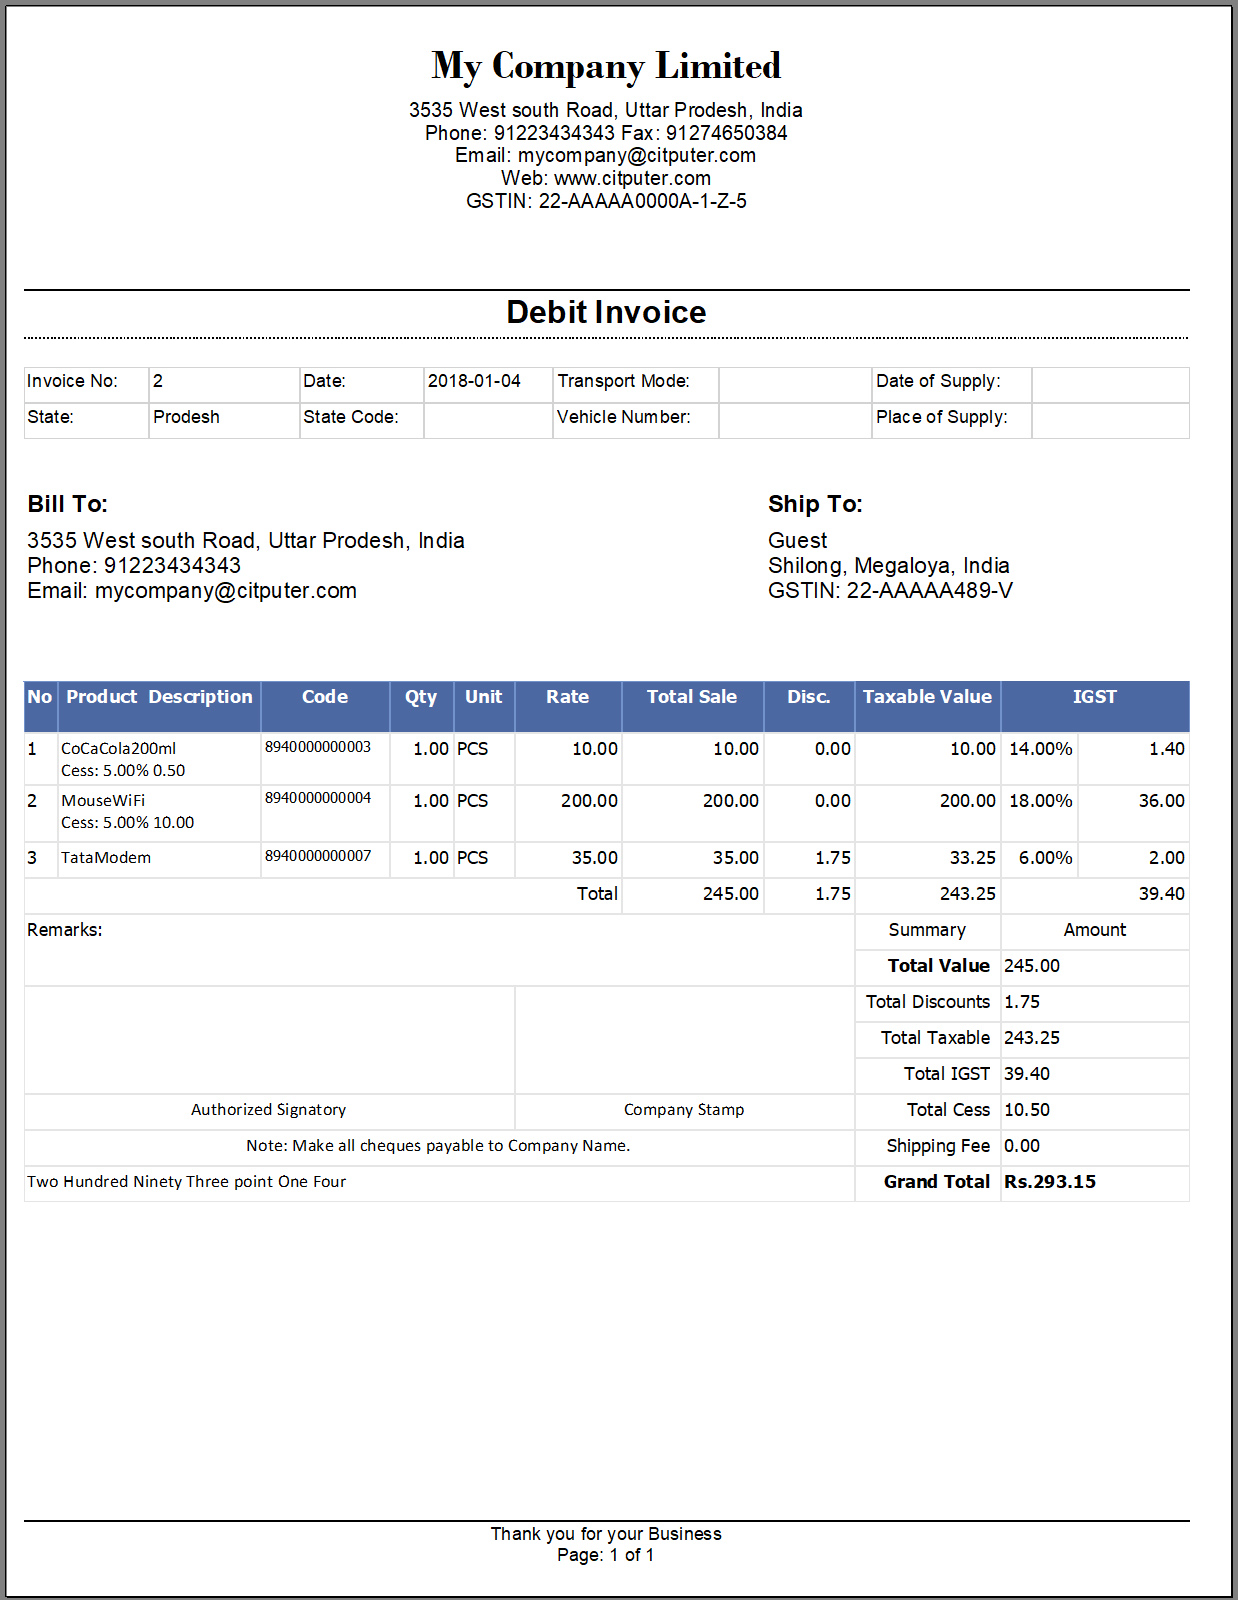 My Company Limited
3535 West south Road, Uttar Prodesh, India
Phone: 91223434343 Fax: 91274650384
Email: mycompany@citputer.com
Web: www.citputer.com
GSTIN: 22-AAAAA0000A-1-Z-5
Debit Invoice
Invoice No: 2 Date: 2018-01-04 Transport Mode: Date of Supply:
State: Prodesh State Code: Vehicle Number: Place of Supply:
Bill To:
3535 West south Road, Uttar Prodesh, India
Phone: 91223434343
Email: mycompany@citputer.com
Ship To:
Guest
Shilong, Megaloya, India
GSTIN: 22-AAAAA489-V
No Product Description Code Qty Unit Rate Total Sale Disc. Taxable Value IGST
1 CoCaCola200ml 8940000000003 1.00 PCS 10.00 10.00 0.00 10.00 14.00% 1.40
Cess: 5.00% 0.50
2 MouseWiFi 8940000000004 1.00 PCS 200.00 200.00 0.00 200.00 18.00% 36.00
Cess: 5.00% 10.00
3 TataModem 8940000000007 1.00 PCS 35.00 35.00 1.75 33.25 6.00% 2.00
Total 245.00 1.75 243.25 39.40
Remarks: Summary Amount
Total Value 245.00
Total Discounts 1.75
Total Taxable 243.25
Total IGST 39.40
Authorized Signatory Company Stamp Total Cess 10.50
Note: Make all cheques payable to Company Name. Shipping Fee 0.00
Two Hundred Ninety Three point One Four Grand Total Rs.293.15
Thank you for your Business
Page: 1 of 1